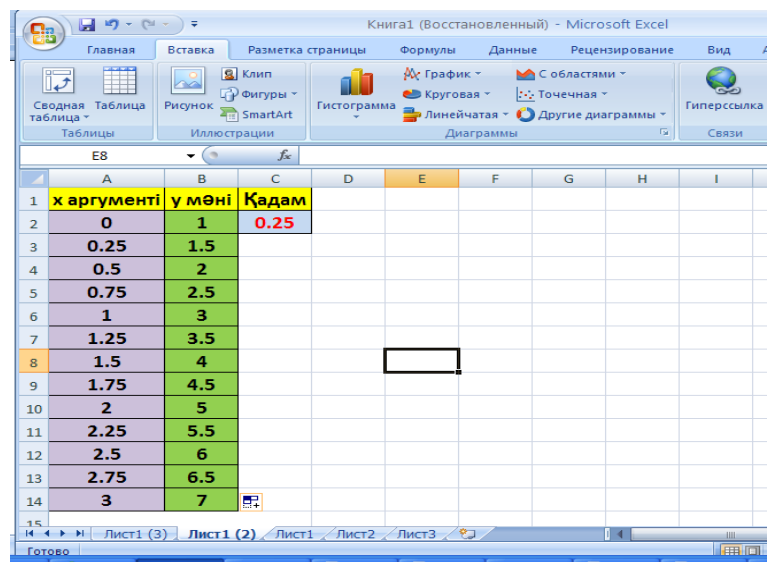 Книга1 (Восстановленный) - Microsoft Excel
Главная Вставка Разметка страницы Формулы Данные Рецензирование Вид
Сводная таблица Таблица Рисунок Клип Фигуры SmartArt Гистограмма График Круговая Линейчатая С областями Точечная Другие диаграммы Гиперссылка
Таблицы Иллюстрации Диаграммы Связи
E8 fx
A B C D E F G H I
1 х аргументі у мәні Қадам
2 0 1 0.25
3 0.25 1.5
4 0.5 2
5 0.75 2.5
6 1 3
7 1.25 3.5
8 1.5 4
9 1.75 4.5
10 2 5
11 2.25 5.5
12 2.5 6
13 2.75 6.5
14 3 7
15
Лист1 (3) Лист1 (2) Лист1 Лист2 Лист3
Готово